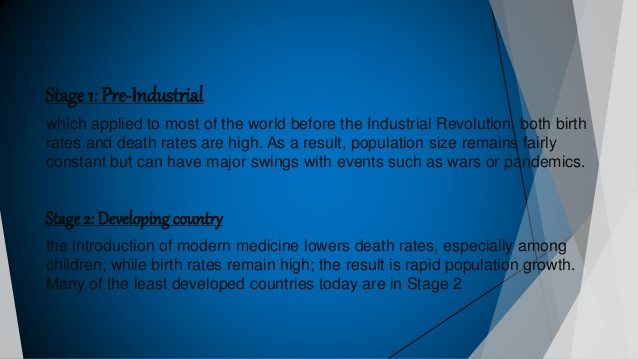 Stage 1: Pre-Industrial
which applied to most of the world before the Industrial Revolution, both birth
rates and death rates are high. As a result, population size remains fairly
constant but can have major swings with events such as wars or pandemics.
Stage 2: Developing country
the introduction of modern medicine lowers death rates, especially among
children, while birth rates remain high; the result is rapid population growth.
Many of the least developed countries today are in Stage 2